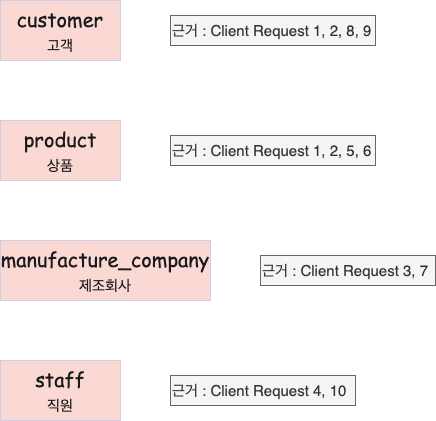 customer
고객
근거 : Client Request 1, 2, 8, 9
product
상품
근거 : Client Request 1, 2, 5, 6
manufacture_company
제조회사
근거 : Client Request 3, 7
staff
직원
근거 : Client Request 4, 10